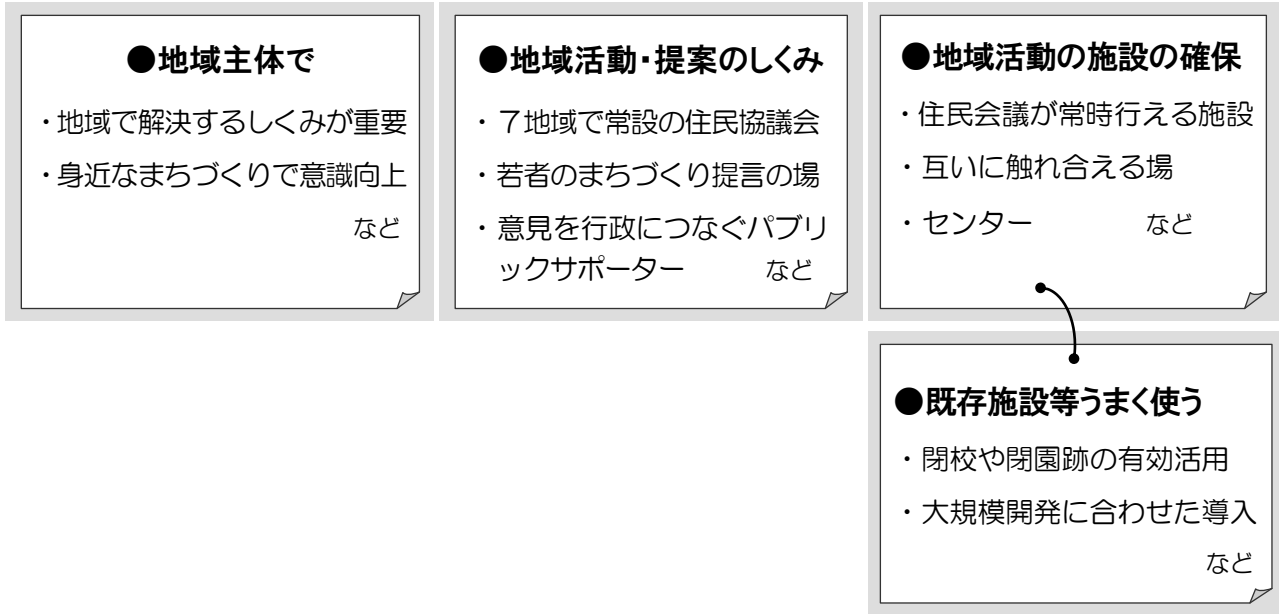 ●地域主体で
・地域で解決するしくみが重要
・身近なまちづくりで意識向上
など
●地域活動・提案のしくみ
・７地域で常設の住民協議会
・若者のまちづくり提言の場
・意見を行政につなぐパブリ
ックサポーター　など
●地域活動の施設の確保
・住民会議が常時行える施設
・互いに触れ合える場
・センター　など
●既存施設等うまく使う
・閉校や閉園跡の有効活用
・大規模開発に合わせた導入
など